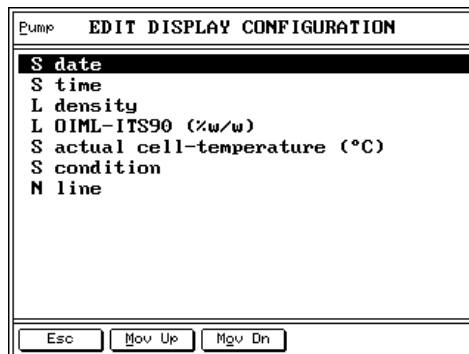 Pump EDIT DISPLAY CONFIGURATION
S date
S time
L density
L OIML-ITS90 (%w/w)
S actual cell-temperature (°C)
S condition
N line
Esc Mov Up Mov Dn